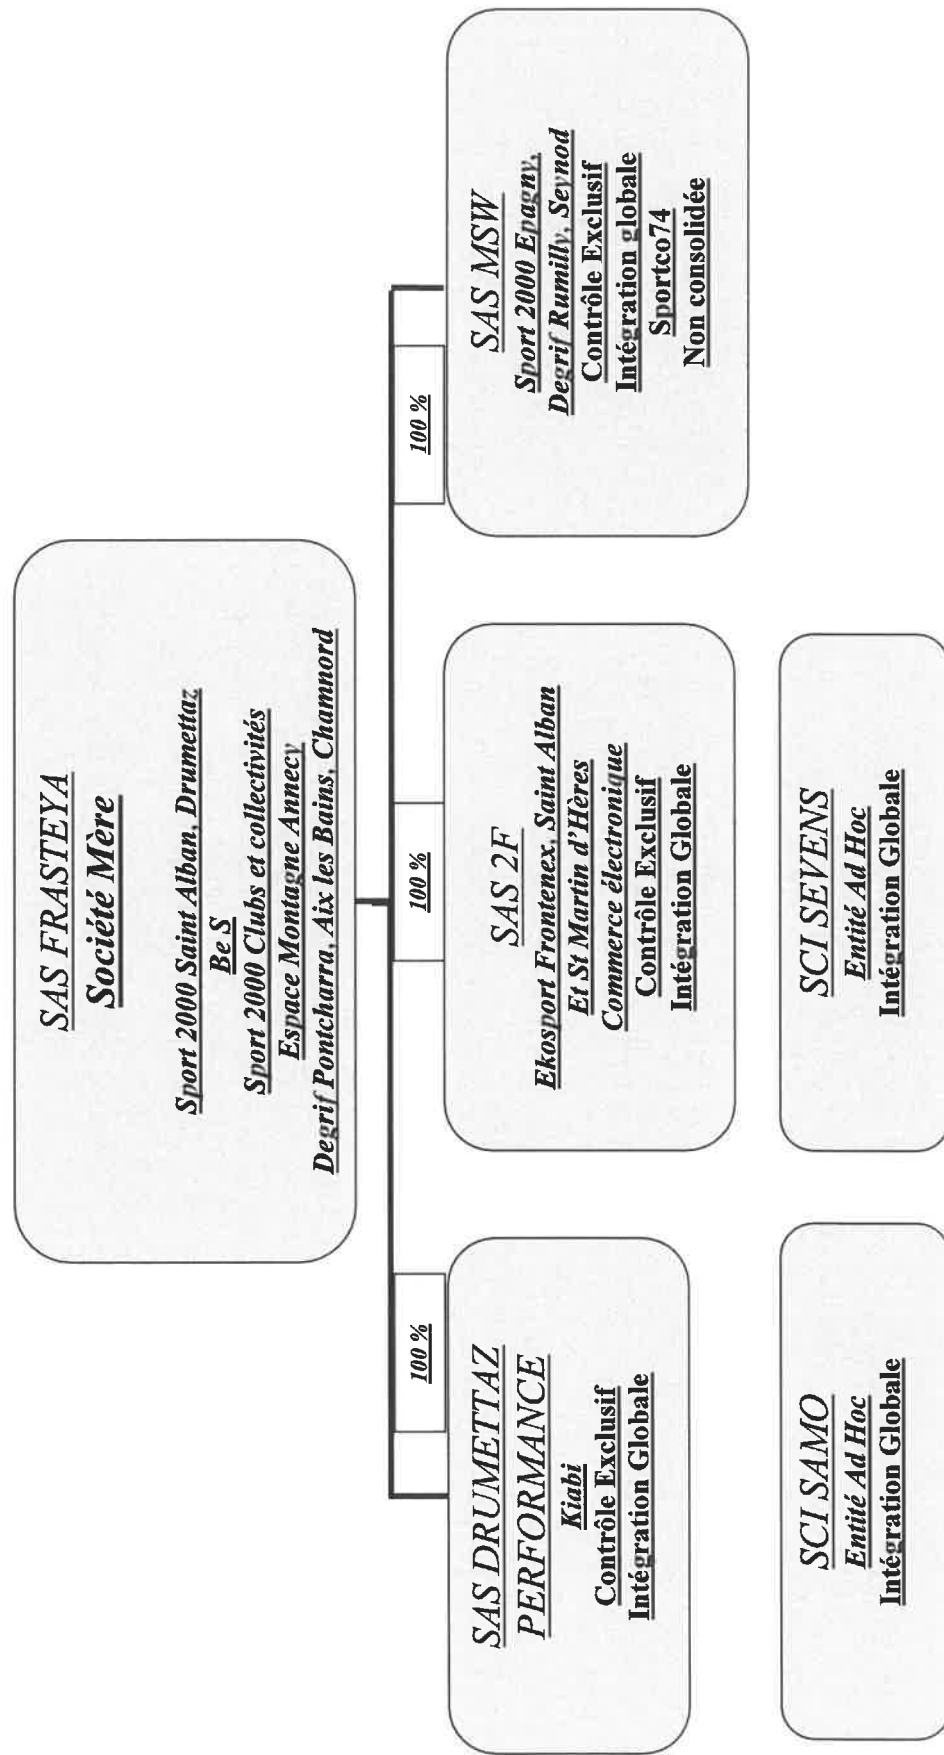 SAS FRASTEYA
Société Mère
Sport 2000 Saint Alban, Drumettaz
Be S
Sport 2000 Clubs et collectivités
Espace Montagne Annecy
Degrif Pontcharra, Aix les Bains, Chamnord
100 %
100 %
100 %
SAS DRUMETTAZ
PERFORMANCE
Kiabi
Contrôle Exclusif
Intégration Globale
SAS 2F
Ekosport Frontenex, Saint Alban
Et St Martin d'Hères
Commerce électronique
Contrôle Exclusif
Intégration Globale
SAS MSW
Sport 2000 Epagny,
Degrif Rumilly, Seynod
Contrôle Exclusif
Intégration globale
Sportco74
Non consolidée
SCI SAMO
Entité Ad Hoc
Intégration Globale
SCI SEVENS
Entité Ad Hoc
Intégration Globale